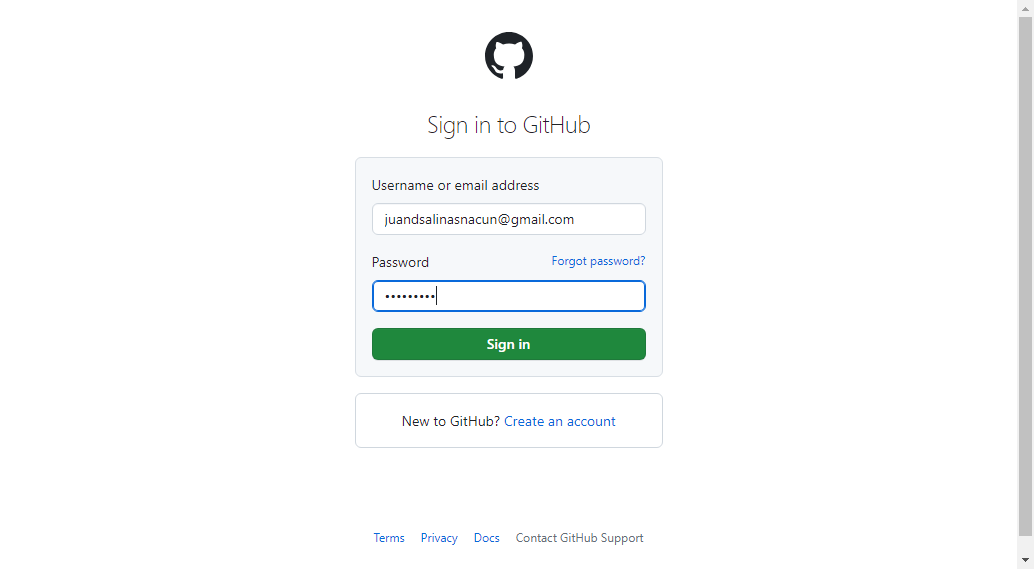 Sign in to GitHub
Username or email address
juandsalinasnacun@gmail.com
Password Forgot password?
•••••••••
Sign in
New to GitHub? Create an account
Terms Privacy Docs Contact GitHub Support